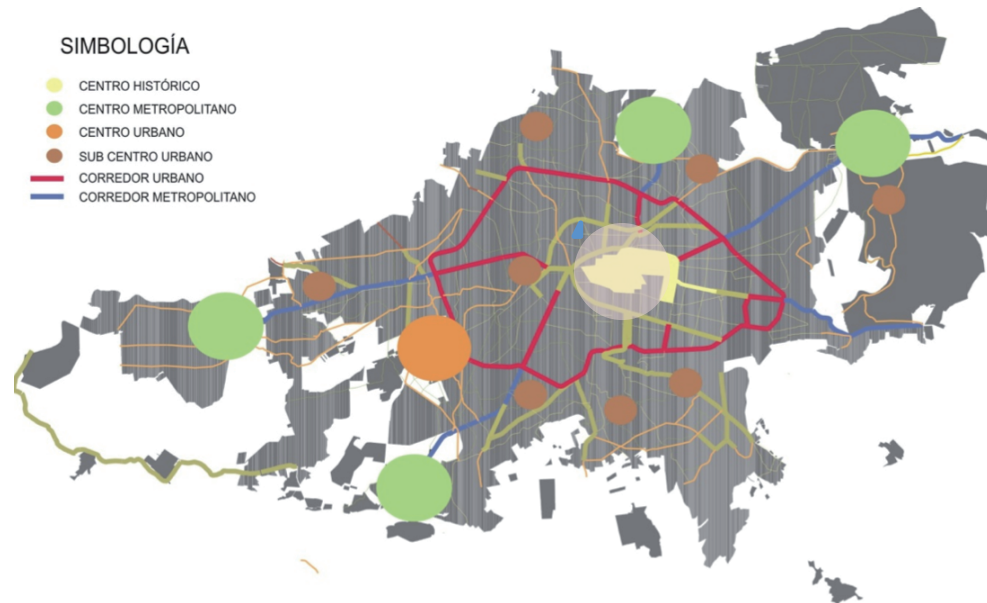 SIMBOLOGÍA
CENTRO HISTÓRICO
CENTRO METROPOLITANO
CENTRO URBANO
SUB CENTRO URBANO
CORREDOR URBANO
CORREDOR METROPOLITANO